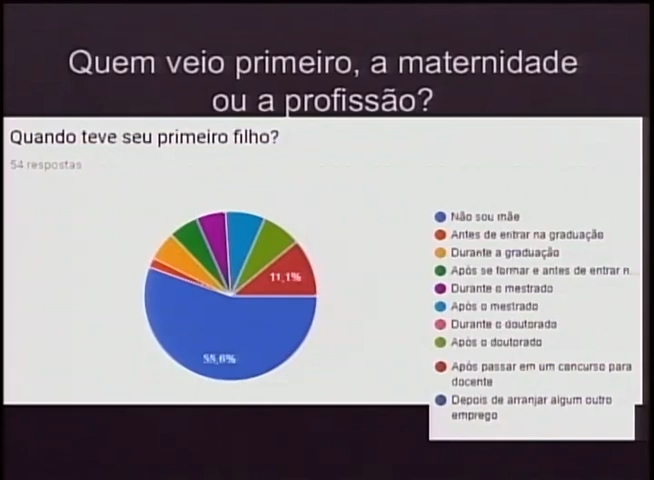 Quem veio primeiro, a maternidade
ou a profissão?
Quando teve seu primeiro filho?
54 respostas
11,1%
55,6%
Não sou mãe
Antes de entrar na graduação
Durante a graduação
Após se formar e antes de entrar n...
Durante o mestrado
Após o mestrado
Durante o doutorado
Após o doutorado
Após passar em um concurso para
docente
Depois de arranjar algum outro
emprego